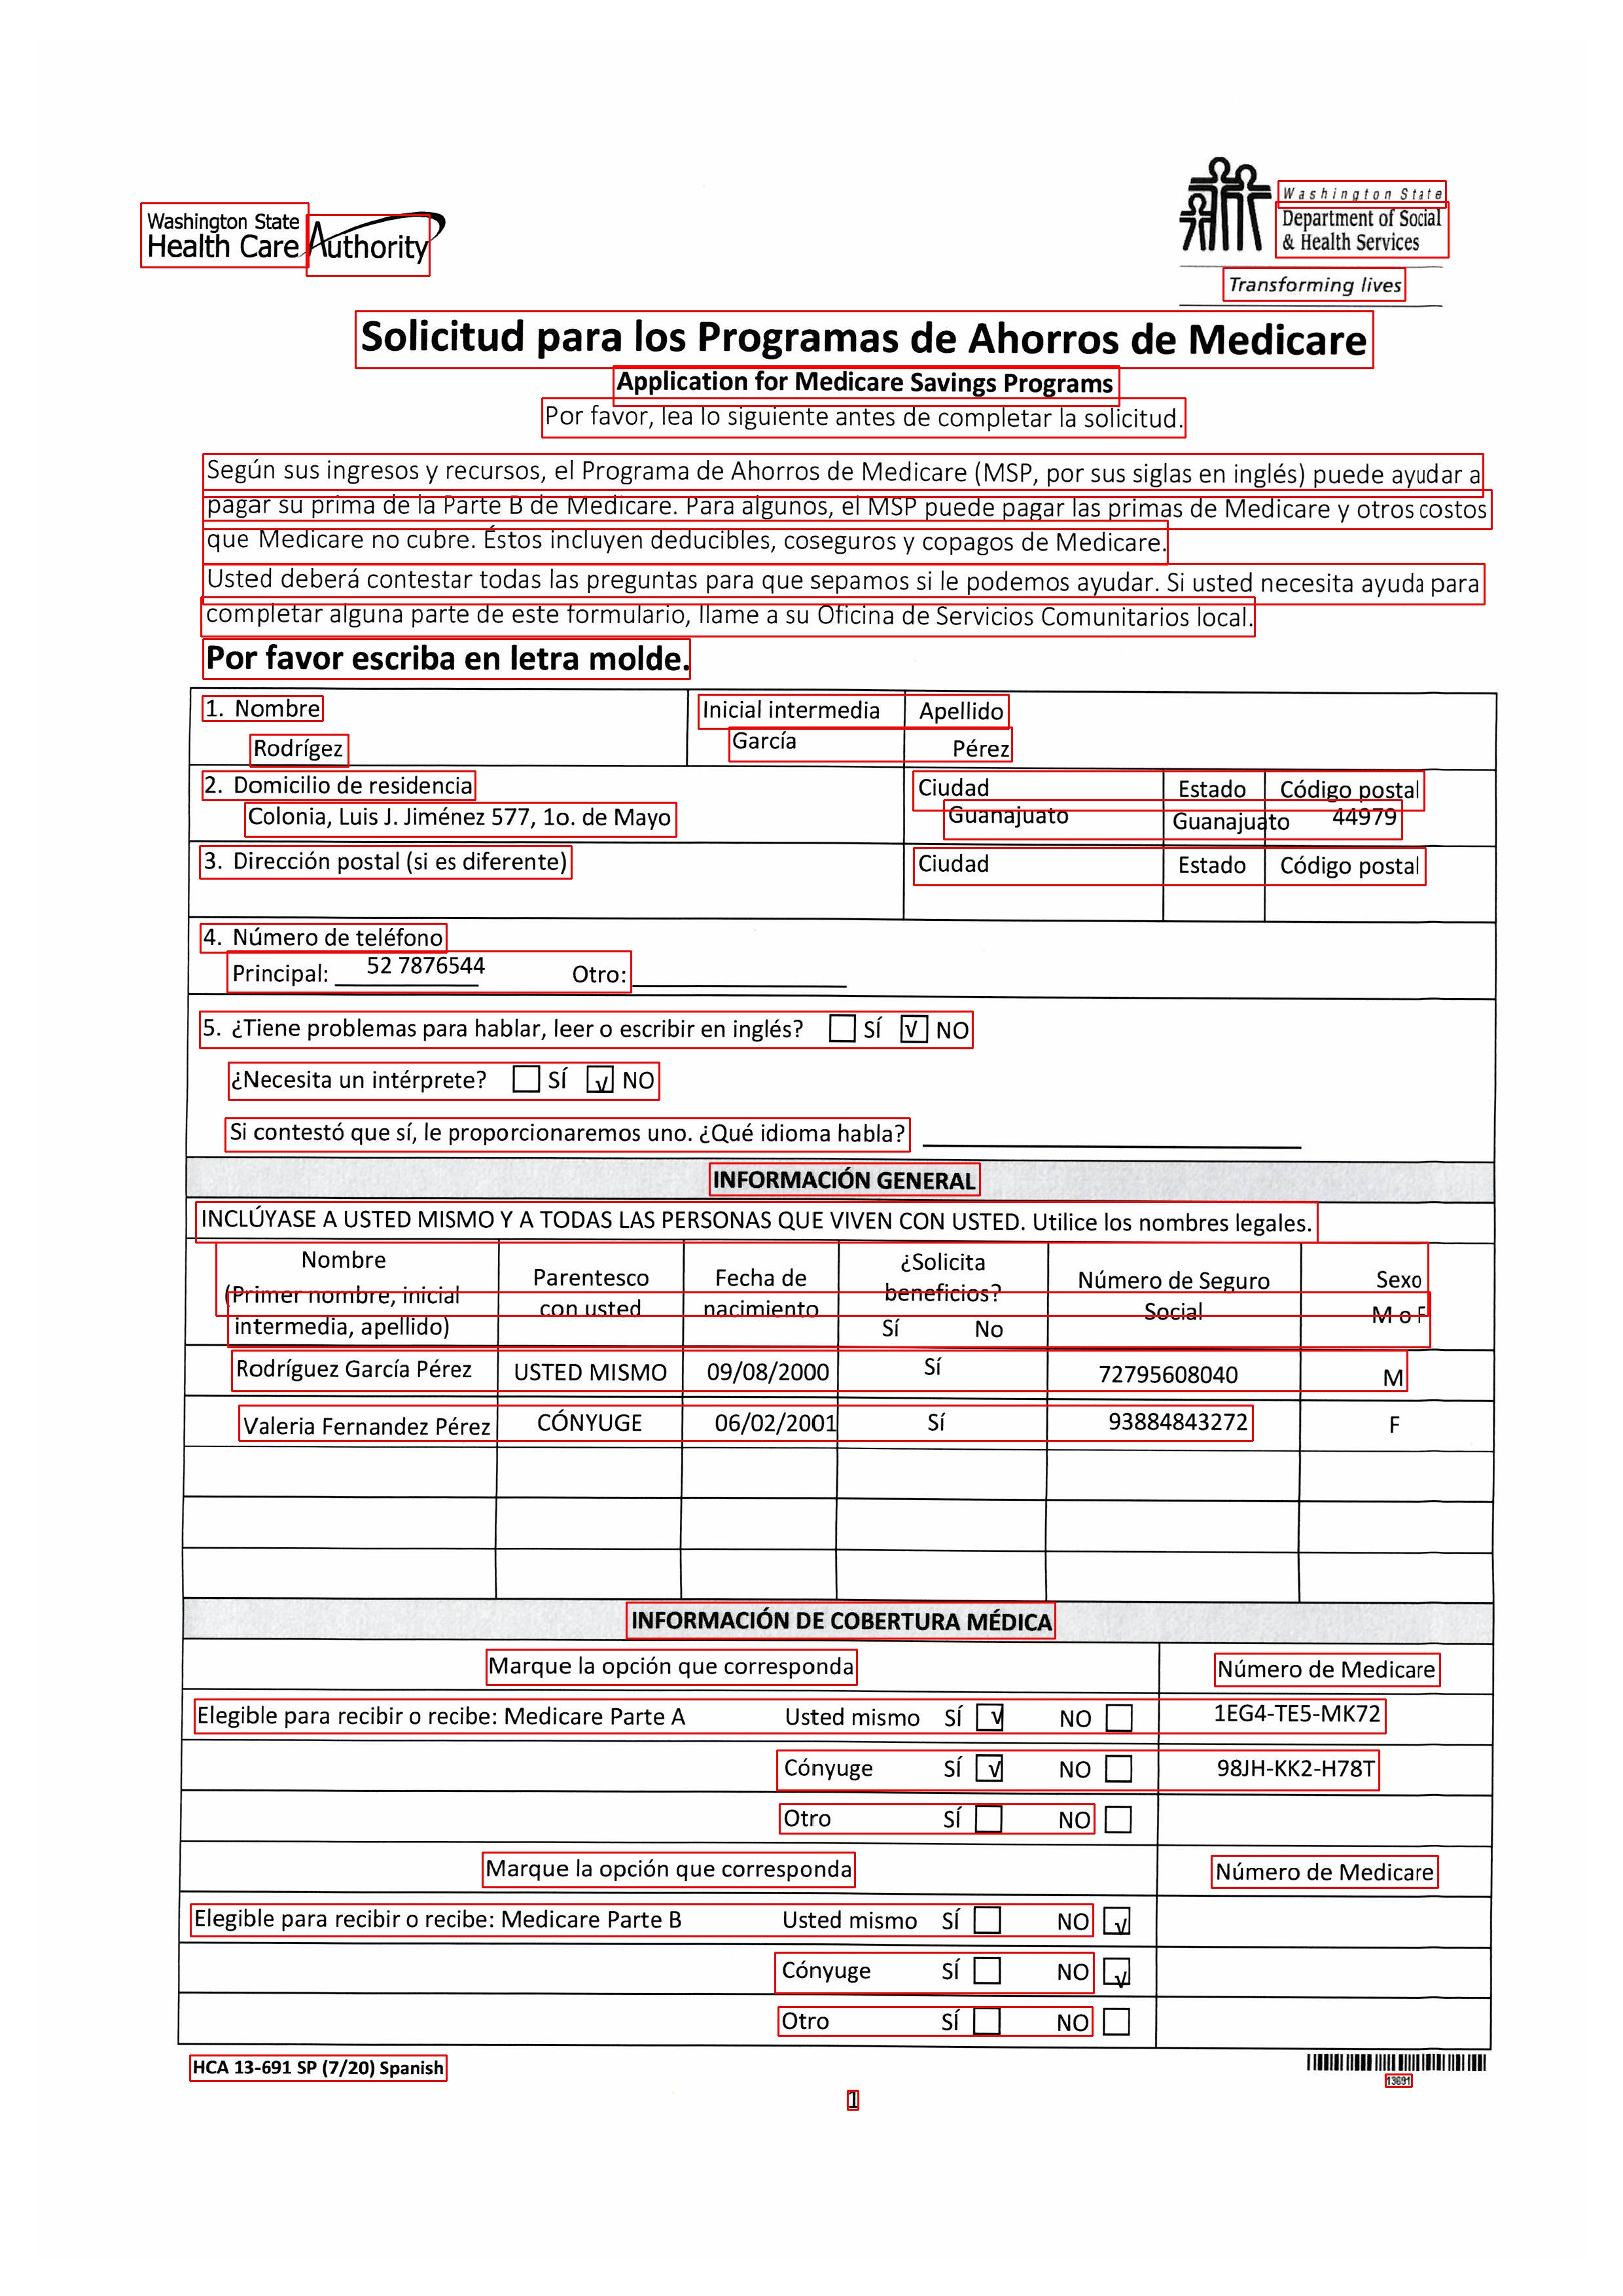 Washington State
Health Care Authority
Washington State
Department of Social
& Health Services
Transforming lives
Solicitud para los Programas de Ahorros de Medicare
Application for Medicare Savings Programs
Por favor, lea lo siguiente antes de completar la solicitud.
Según sus ingresos y recursos, el Programa de Ahorros de Medicare (MSP, por sus siglas en inglés) puede ayudar a
pagar su prima de la Parte B de Medicare. Para algunos, el MSP puede pagar las primas de Medicare y otros costos
que Medicare no cubre. Éstos incluyen deducibles, coseguros y copagos de Medicare.
Usted deberá contestar todas las preguntas para que sepamos si le podemos ayudar. Si usted necesita ayuda para
completar alguna parte de este formulario, llame a su Oficina de Servicios Comunitarios local.
Por favor escriba en letra molde.
1. Nombre Inicial intermedia Apellido
Rodrígez García Pérez
2. Domicilio de residencia Ciudad Estado Código postal
Colonia, Luis J. Jiménez 577, 1o. de Mayo Guanajuato Guanajuato 44979
3. Dirección postal (si es diferente) Ciudad Estado Código postal
4. Número de teléfono
Principal: 52 7876544 Otro:
5. ¿Tiene problemas para hablar, leer o escribir en inglés? ☐ SÍ ☑ NO
¿Necesita un intérprete? ☐ SÍ ☑ NO
Si contestó que sí, le proporcionaremos uno. ¿Qué idioma habla?
INFORMACIÓN GENERAL
INCLÚYASE A USTED MISMO Y A TODAS LAS PERSONAS QUE VIVEN CON USTED. Utilice los nombres legales.
Nombre
(Primer nombre, inicial
intermedia, apellido)
Parentesco
con usted
Fecha de
nacimiento
¿Solicita
beneficios?
Sí No
Número de Seguro
Social
Sexo
M o F
Rodríguez García Pérez USTED MISMO 09/08/2000 Sí 72795608040 M
Valeria Fernandez Pérez CÓNYUGE 06/02/2001 Sí 93884843272 F
INFORMACIÓN DE COBERTURA MÉDICA
Marque la opción que corresponda Número de Medicare
Elegible para recibir o recibe: Medicare Parte A Usted mismo SÍ ☑ NO ☐ 1EG4-TE5-MK72
Cónyuge SÍ ☑ NO ☐ 98JH-KK2-H78T
Otro SÍ ☐ NO ☐
Marque la opción que corresponda Número de Medicare
Elegible para recibir o recibe: Medicare Parte B Usted mismo SÍ ☐ NO ☑
Cónyuge SÍ ☐ NO ☑
Otro SÍ ☐ NO ☐
HCA 13-691 SP (7/20) Spanish
13691
1